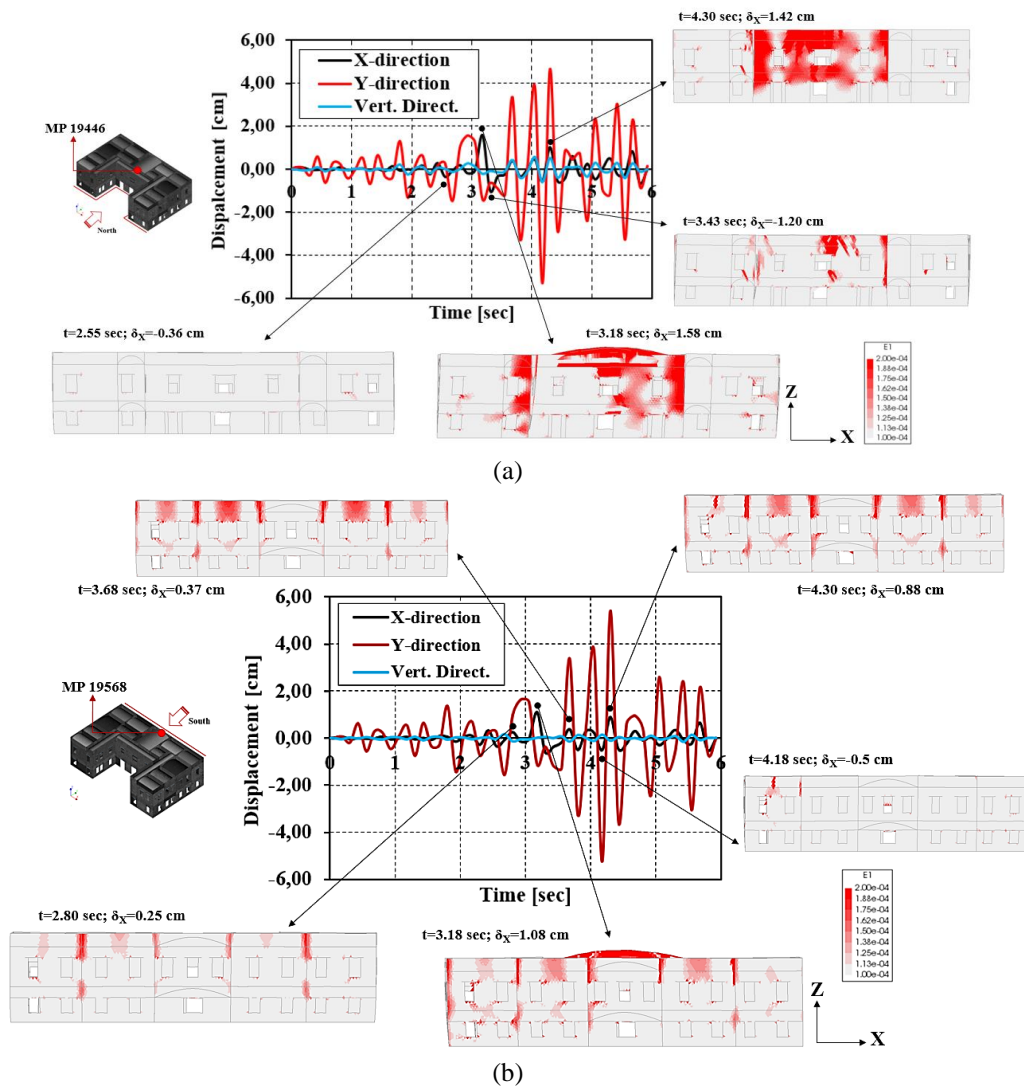 t=4.30 sec; δX=1.42 cm
6,00
4,00
2,00
0,00
-2,00
-4,00
-6,00
Dispalcement [cm]
X-direction
Y-direction
Vert. Direct.
0 1 2 3 4 5 6
Time [sec]
MP 19446
North
t=3.43 sec; δX=-1.20 cm
t=2.55 sec; δX=-0.36 cm
t=3.18 sec; δX=1.58 cm
Z
X
E1
2.00e-04
1.88e-04
1.75e-04
1.62e-04
1.50e-04
1.38e-04
1.25e-04
1.13e-04
1.00e-04
(a)
t=3.68 sec; δX=0.37 cm
t=4.30 sec; δX=0.88 cm
6,00
4,00
2,00
0,00
-2,00
-4,00
-6,00
Displacement [cm]
X-direction
Y-direction
Vert. Direct.
0 1 2 3 4 5 6
Time [sec]
MP 19568
South
t=4.18 sec; δX=-0.5 cm
t=2.80 sec; δX=0.25 cm
t=3.18 sec; δX=1.08 cm
E1
2.00e-04
1.88e-04
1.75e-04
1.62e-04
1.50e-04
1.38e-04
1.25e-04
1.13e-04
1.00e-04
Z
X
(b)